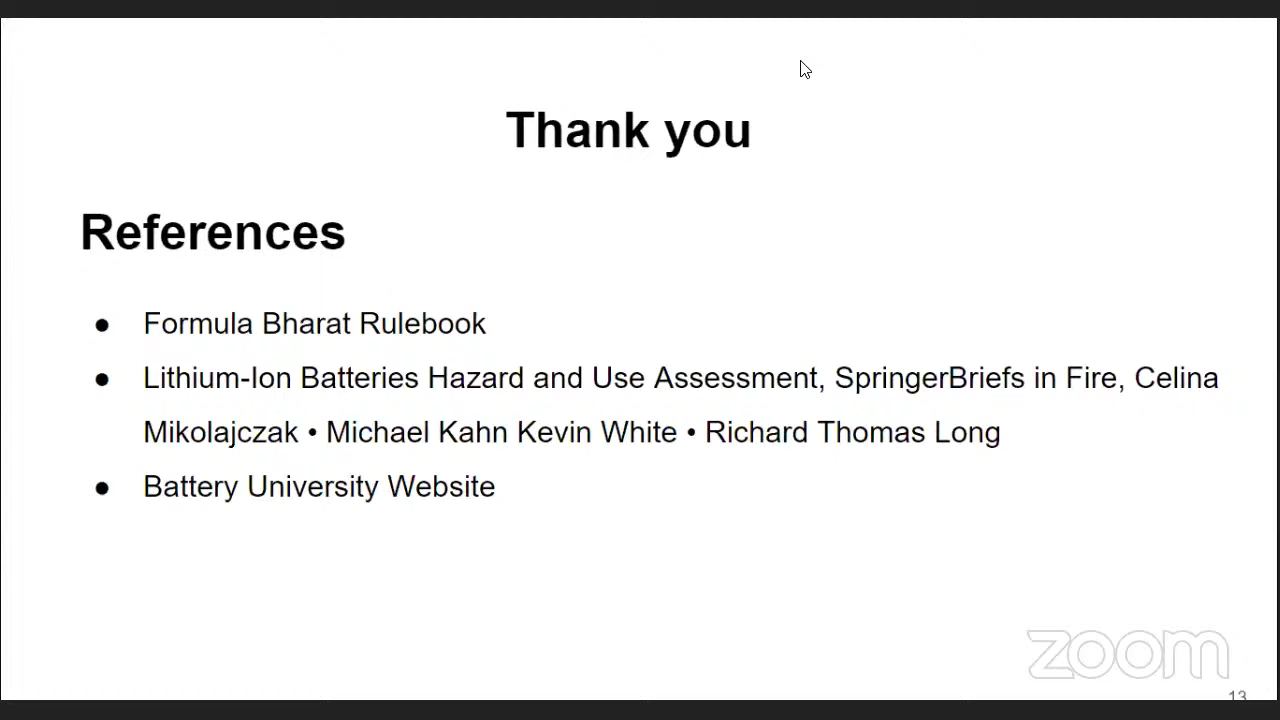 Thank you
References
● Formula Bharat Rulebook
● Lithium-Ion Batteries Hazard and Use Assessment, SpringerBriefs in Fire, Celina
Mikolajczak • Michael Kahn Kevin White • Richard Thomas Long
● Battery University Website
zoom
13